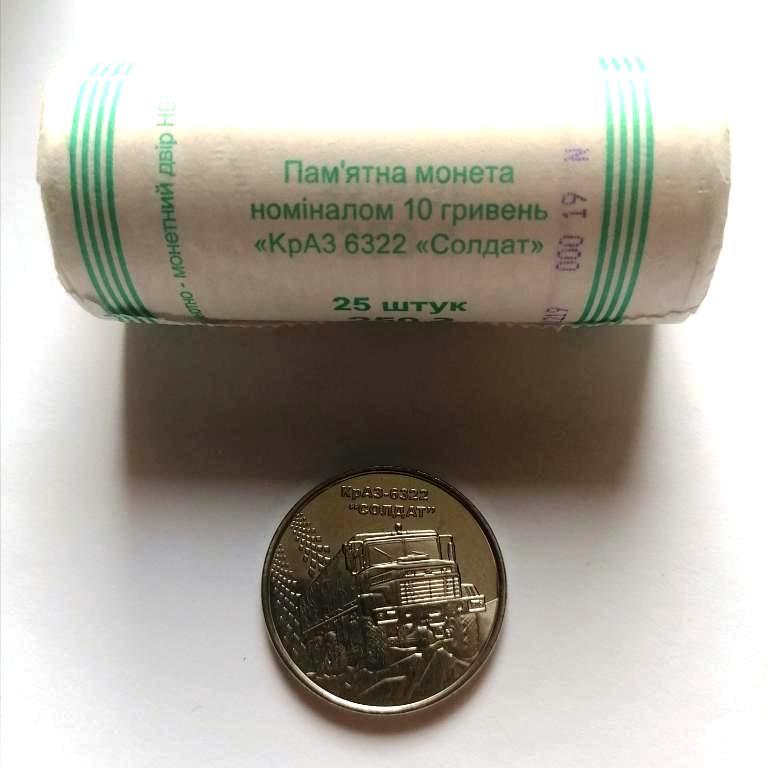 Пам'ятна монета
номіналом 10 гривень
«КрАЗ 6322 «Солдат»
25 штук
монетний двір
000 19 N
КрАЗ-6322
"СОЛДАТ"